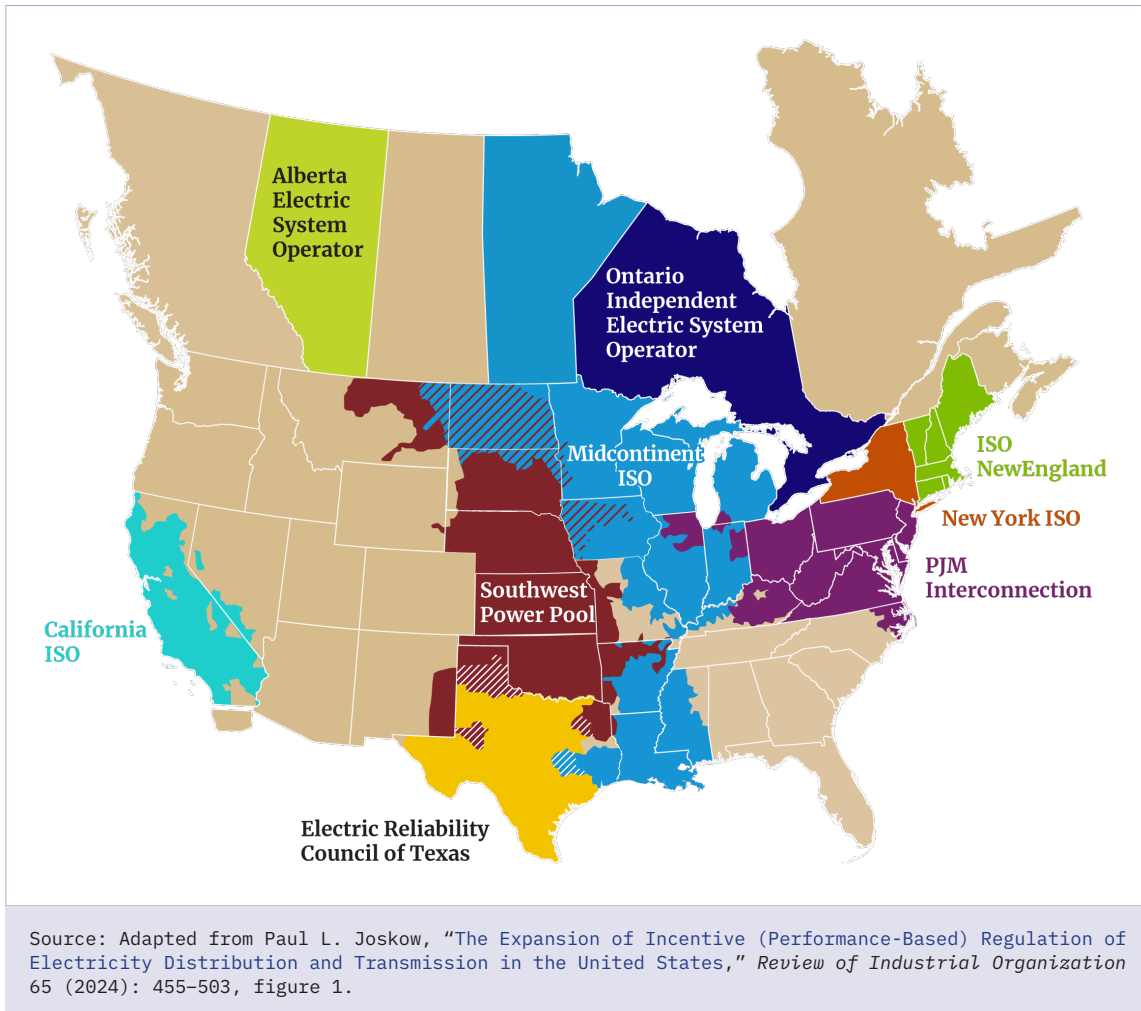 Alberta
Electric
System
Operator
Ontario
Independent
Electric System
Operator
Midcontinent
ISO
ISO
NewEngland
New York ISO
PJM
Interconnection
Southwest
Power Pool
California
ISO
Electric Reliability
Council of Texas
Source: Adapted from Paul L. Joskow, “The Expansion of Incentive (Performance-Based) Regulation of
Electricity Distribution and Transmission in the United States,” Review of Industrial Organization
65 (2024): 455–503, figure 1.